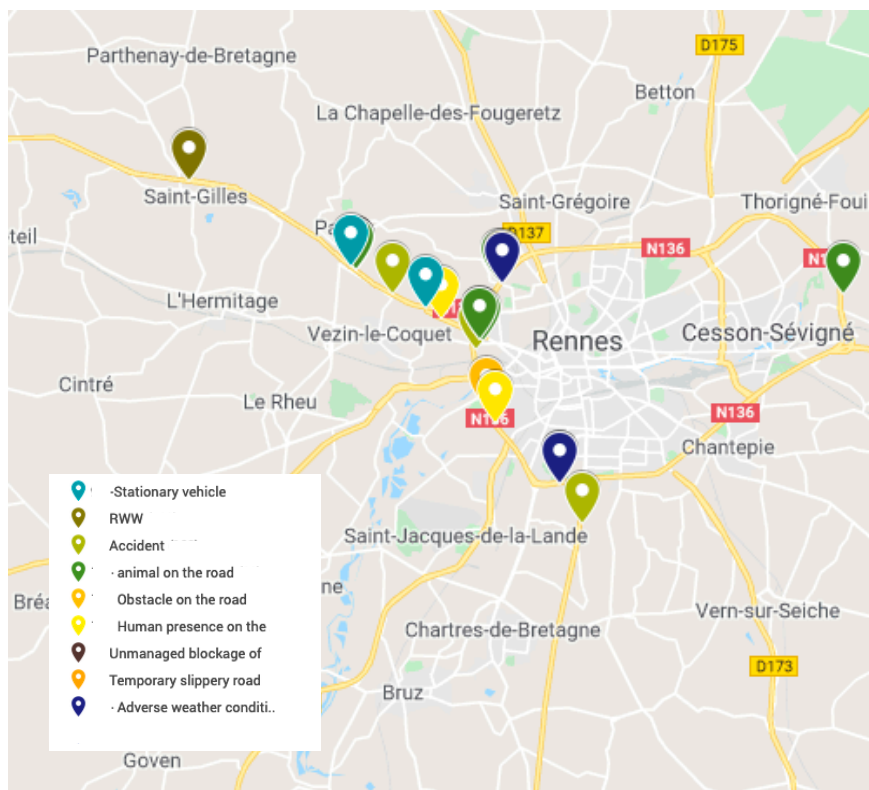 D175
Parthenay-de-Bretagne
Betton
La Chapelle-des-Fougeretz
Saint-Gilles
Saint-Grégoire
Thorigné-Foui
D137
N136
L'Hermitage
Vezin-le-Coquet
Rennes
Cesson-Sévigné
Cintré
Le Rheu
N136
N136
Chantepie
Saint-Jacques-de-la-Lande
Chartres-de-Bretagne
Vern-sur-Seiche
D173
Bruz
Goven
-Stationary vehicle
RWW
Accident
· animal on the road
Obstacle on the road
Human presence on the
Unmanaged blockage of
Temporary slippery road
· Adverse weather conditi..